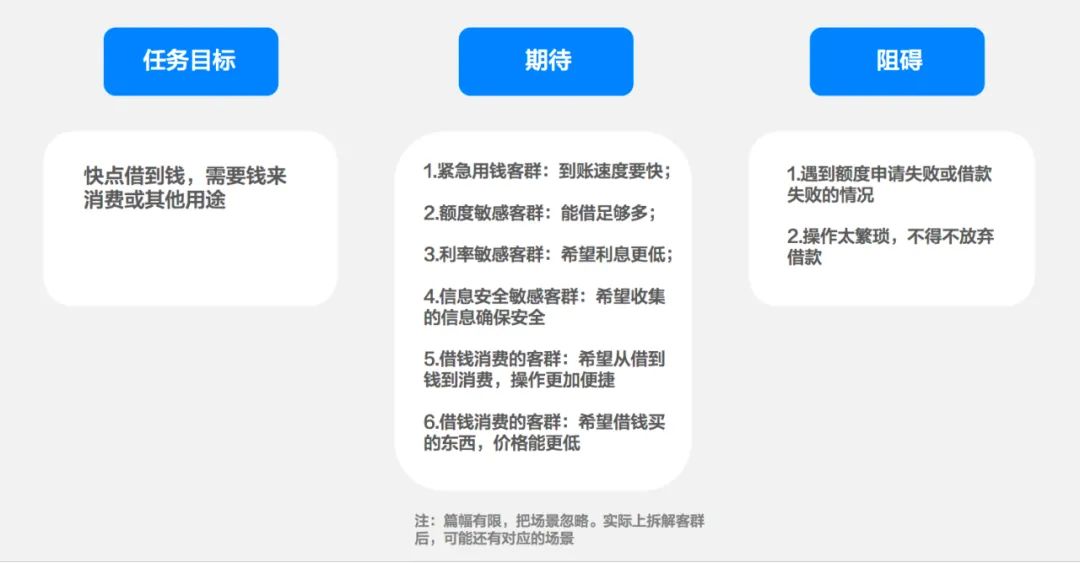 任务目标
期待
阻碍
快点借到钱，需要钱来
消费或其他用途
1.紧急用钱客群：到账速度要快；
2.额度敏感客群：能借足够多；
3.利率敏感客群：希望利息更低；
4.信息安全敏感客群：希望收集
的信息确保安全
5.借钱消费的客群：希望从借到
钱到消费，操作更加便捷
6.借钱消费的客群：希望借钱买
的东西，价格能更低
1.遇到额度申请失败或借款
失败的情况
2.操作太繁琐，不得不放弃
借款
注：篇幅有限，把场景忽略。实际上拆解客群
后，可能还有对应的场景